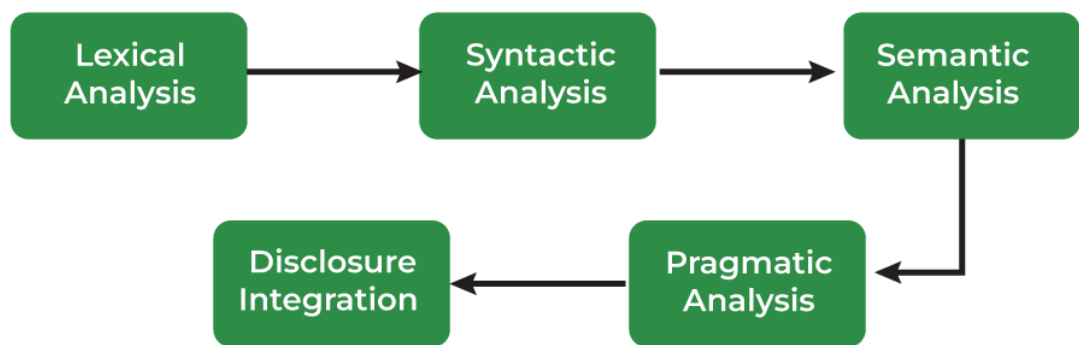 Lexical
Analysis
Syntactic
Analysis
Semantic
Analysis
Pragmatic
Analysis
Disclosure
Integration